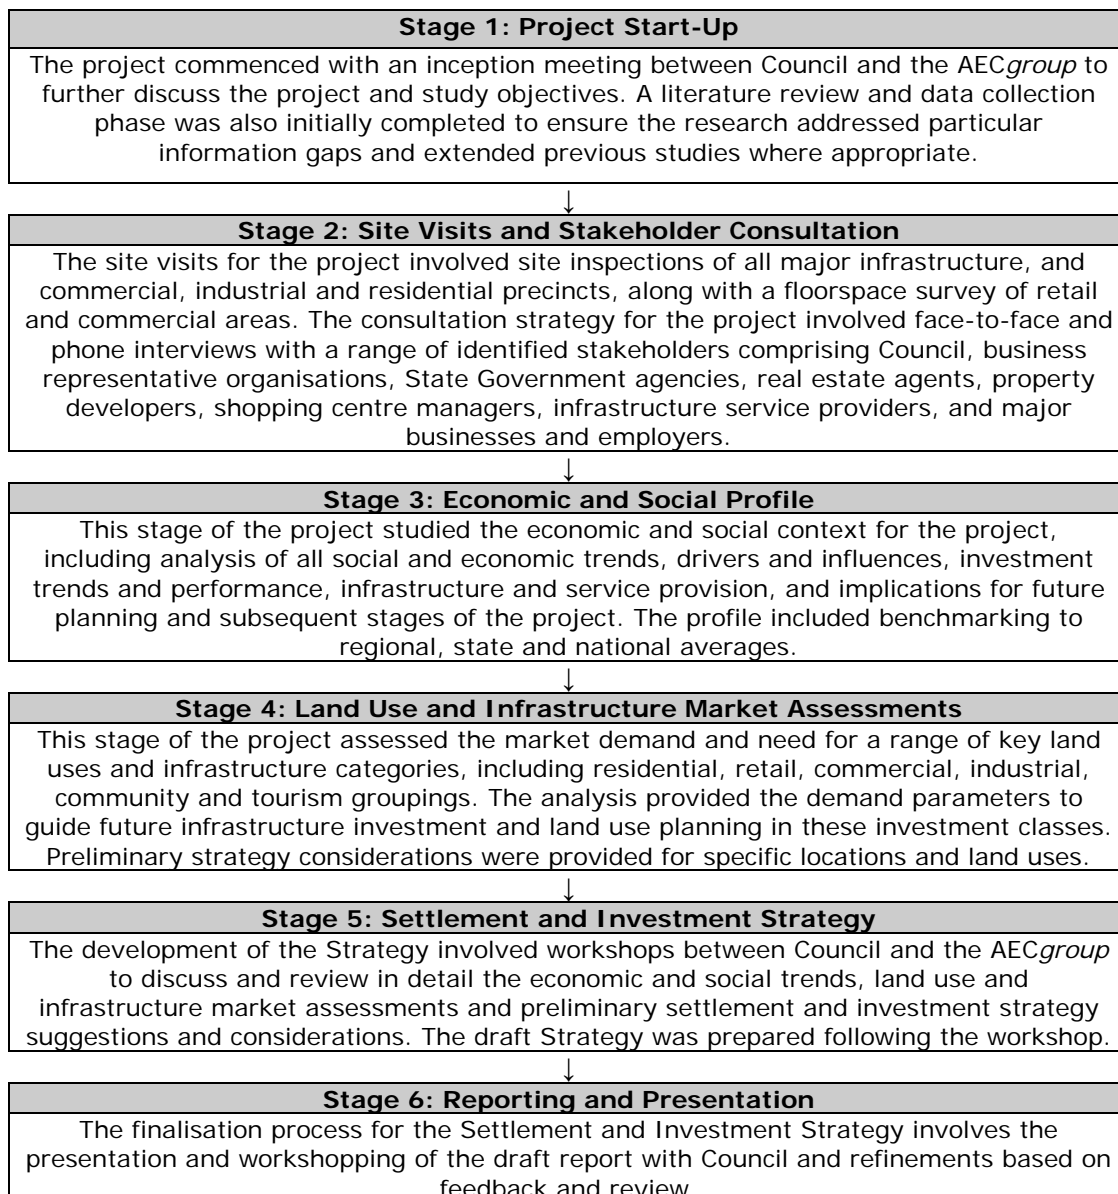 Stage 1: Project Start-Up
The project commenced with an inception meeting between Council and the AECgroup to
further discuss the project and study objectives. A literature review and data collection
phase was also initially completed to ensure the research addressed particular
information gaps and extended previous studies where appropriate.
↓
Stage 2: Site Visits and Stakeholder Consultation
The site visits for the project involved site inspections of all major infrastructure, and
commercial, industrial and residential precincts, along with a floorspace survey of retail
and commercial areas. The consultation strategy for the project involved face-to-face and
phone interviews with a range of identified stakeholders comprising Council, business
representative organisations, State Government agencies, real estate agents, property
developers, shopping centre managers, infrastructure service providers, and major
businesses and employers.
↓
Stage 3: Economic and Social Profile
This stage of the project studied the economic and social context for the project,
including analysis of all social and economic trends, drivers and influences, investment
trends and performance, infrastructure and service provision, and implications for future
planning and subsequent stages of the project. The profile included benchmarking to
regional, state and national averages.
↓
Stage 4: Land Use and Infrastructure Market Assessments
This stage of the project assessed the market demand and need for a range of key land
uses and infrastructure categories, including residential, retail, commercial, industrial,
community and tourism groupings. The analysis provided the demand parameters to
guide future infrastructure investment and land use planning in these investment classes.
Preliminary strategy considerations were provided for specific locations and land uses.
↓
Stage 5: Settlement and Investment Strategy
The development of the Strategy involved workshops between Council and the AECgroup
to discuss and review in detail the economic and social trends, land use and
infrastructure market assessments and preliminary settlement and investment strategy
suggestions and considerations. The draft Strategy was prepared following the workshop.
↓
Stage 6: Reporting and Presentation
The finalisation process for the Settlement and Investment Strategy involves the
presentation and workshopping of the draft report with Council and refinements based on
feedback and review